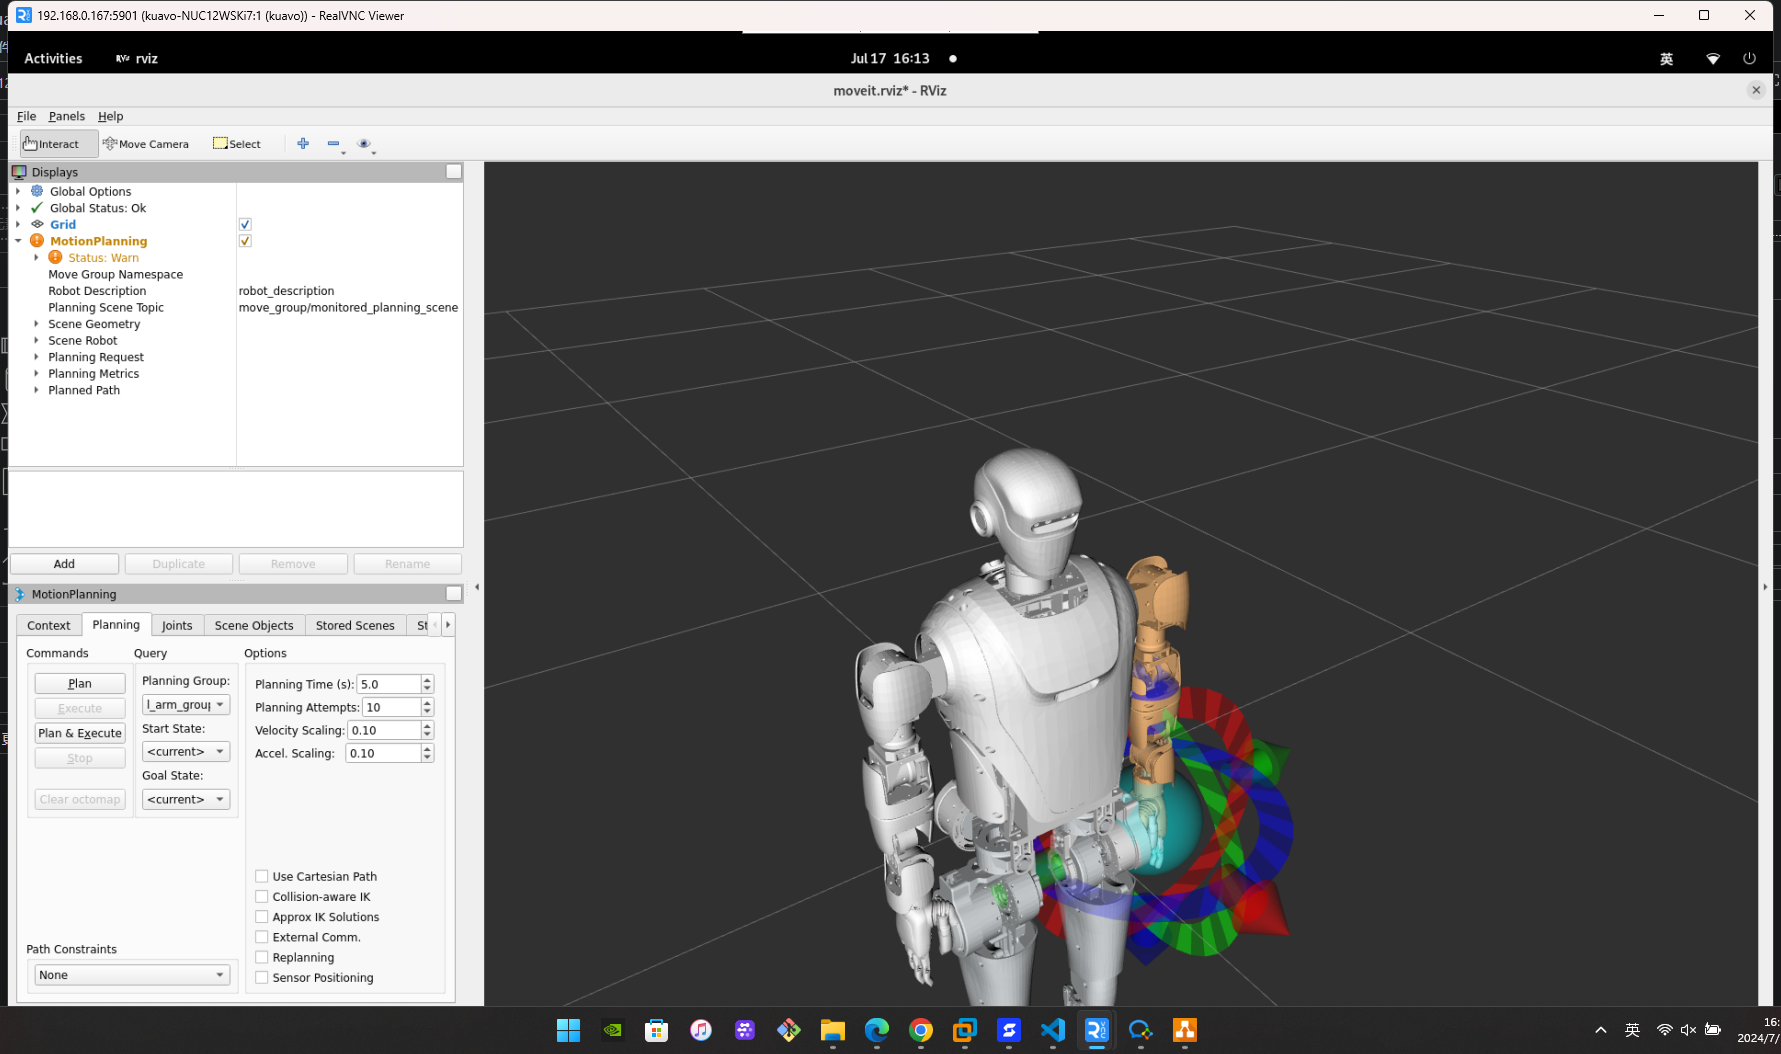 192.168.0.167:5901 (kuavo-NUC12WSKi7:1 (kuavo)) - RealVNC Viewer
Activities rviz
Jul 17 16:13
英
moveit.rviz* - RViz
File Panels Help
Interact Move Camera Select
Displays
Global Options
Global Status: Ok
Grid
MotionPlanning
Status: Warn
Move Group Namespace
Robot Description robot_description
Planning Scene Topic move_group/monitored_planning_scene
Scene Geometry
Scene Robot
Planning Request
Planning Metrics
Planned Path
Add Duplicate Remove Rename
MotionPlanning
Context Planning Joints Scene Objects Stored Scenes St
Commands Query Options
Plan
Execute
Plan & Execute
Stop
Clear octomap
Planning Group:
l_arm_group
Start State:
<current>
Goal State:
<current>
Planning Time (s): 5.0
Planning Attempts: 10
Velocity Scaling: 0.10
Accel. Scaling: 0.10
Use Cartesian Path
Collision-aware IK
Approx IK Solutions
External Comm.
Replanning
Sensor Positioning
Path Constraints
None
英
16:
2024/7/